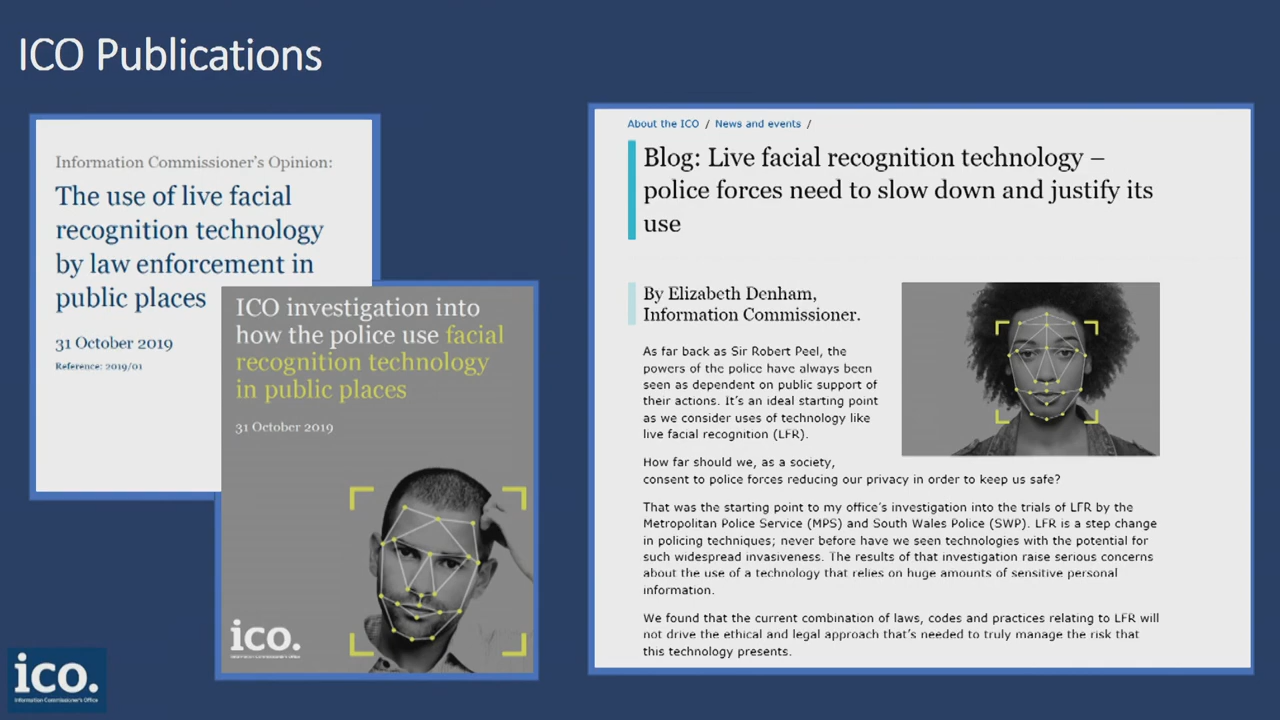 ICO Publications
Information Commissioner's Opinion:
The use of live facial
recognition technology
by law enforcement in
public places
31 October 2019
Reference: 2019/01
ICO investigation into
how the police use facial
recognition technology
in public places
31 October 2019
ico.
Information Commissioner's Office
About the ICO / News and events /
Blog: Live facial recognition technology –
police forces need to slow down and justify its
use
By Elizabeth Denham,
Information Commissioner.
As far back as Sir Robert Peel, the
powers of the police have always been
seen as dependent on public support of
their actions. It's an ideal starting point
as we consider uses of technology like
live facial recognition (LFR).
How far should we, as a society,
consent to police forces reducing our privacy in order to keep us safe?
That was the starting point to my office's investigation into the trials of LFR by the
Metropolitan Police Service (MPS) and South Wales Police (SWP). LFR is a step change
in policing techniques; never before have we seen technologies with the potential for
such widespread invasiveness. The results of that investigation raise serious concerns
about the use of a technology that relies on huge amounts of sensitive personal
information.
We found that the current combination of laws, codes and practices relating to LFR will
not drive the ethical and legal approach that's needed to truly manage the risk that
this technology presents.
ico.
Information Commissioner's Office